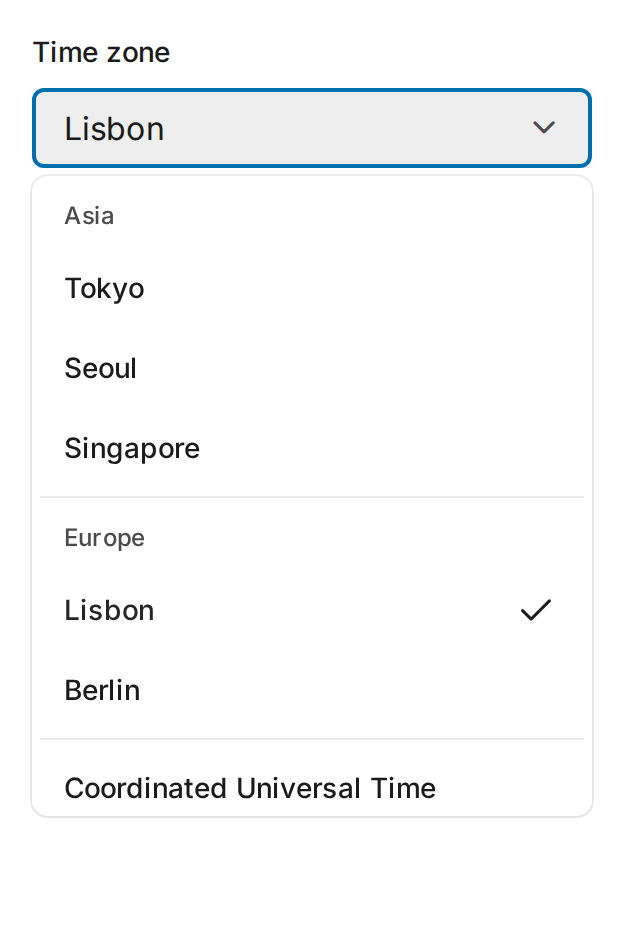 Time zone
Lisbon
Asia
Tokyo
Seoul
Singapore
Europe
Lisbon
Berlin
Coordinated Universal Time